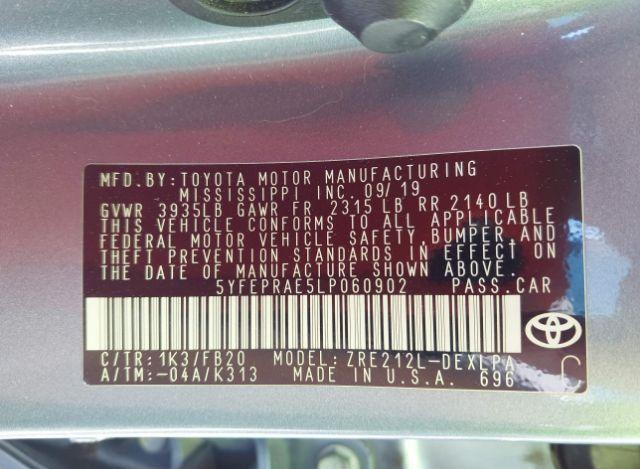 MFD. BY: TOYOTA MOTOR MANUFACTURING
MISSISSIPPI INC. 09/19
GVWR 3935LB GAWR FR 2315 LB RR 2140 LB
THIS VEHICLE CONFORMS TO ALL APPLICABLE
FEDERAL MOTOR VEHICLE SAFETY, BUMPER, AND
THEFT PREVENTION STANDARDS IN EFFECT ON
THE DATE OF MANUFACTURE SHOWN ABOVE.
5YFEPRAE5LP060902 PASS. CAR
C/TR: 1K3/FB20 MODEL: ZRE212L-DEXLPA
A/TM: -04A/K313 MADE IN U.S.A. 696
C